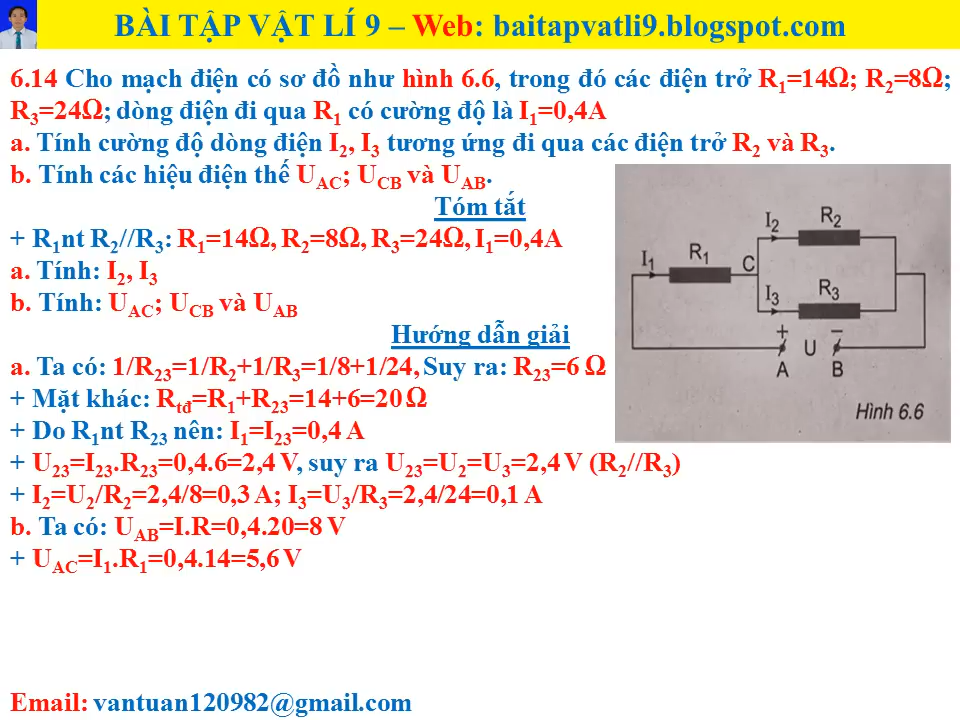 BÀI TẬP VẬT LÍ 9 – Web: baitapvatli9.blogspot.com
6.14 Cho mạch điện có sơ đồ như hình 6.6, trong đó các điện trở R₁=14Ω; R₂=8Ω;
R₃=24Ω; dòng điện đi qua R₁ có cường độ là I₁=0,4A
a. Tính cường độ dòng điện I₂, I₃ tương ứng đi qua các điện trở R₂ và R₃.
b. Tính các hiệu điện thế U_AC; U_CB và U_AB.
Tóm tắt
+ R₁nt R₂//R₃: R₁=14Ω, R₂=8Ω, R₃=24Ω, I₁=0,4A
a. Tính: I₂, I₃
b. Tính: U_AC; U_CB và U_AB
Hướng dẫn giải
a. Ta có: 1/R₂₃=1/R₂+1/R₃=1/8+1/24, Suy ra: R₂₃=6 Ω
+ Mặt khác: R_tđ=R₁+R₂₃=14+6=20 Ω
+ Do R₁nt R₂₃ nên: I₁=I₂₃=0,4 A
+ U₂₃=I₂₃.R₂₃=0,4.6=2,4 V, suy ra U₂₃=U₂=U₃=2,4 V (R₂//R₃)
+ I₂=U₂/R₂=2,4/8=0,3 A; I₃=U₃/R₃=2,4/24=0,1 A
b. Ta có: U_AB=I.R=0,4.20=8 V
+ U_AC=I₁.R₁=0,4.14=5,6 V
I₂ R₂
I₁ R₁ C
I₃ R₃
+ U −
A B
Hình 6.6
Email: vantuan120982@gmail.com